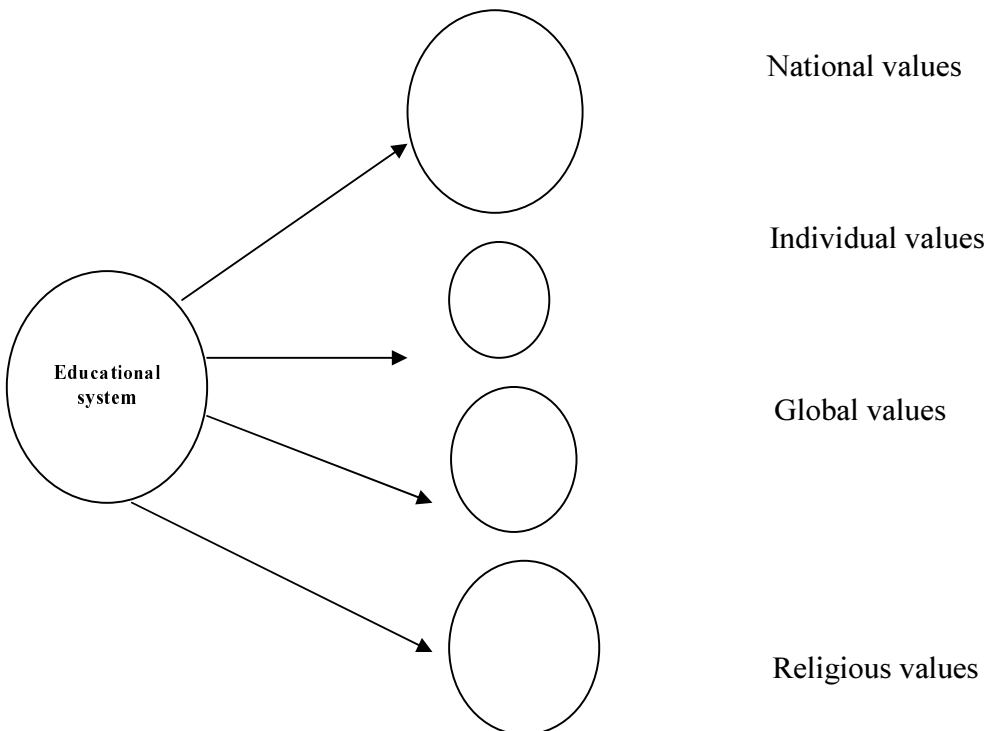 National values
Individual values
Educational
system
Global values
Religious values